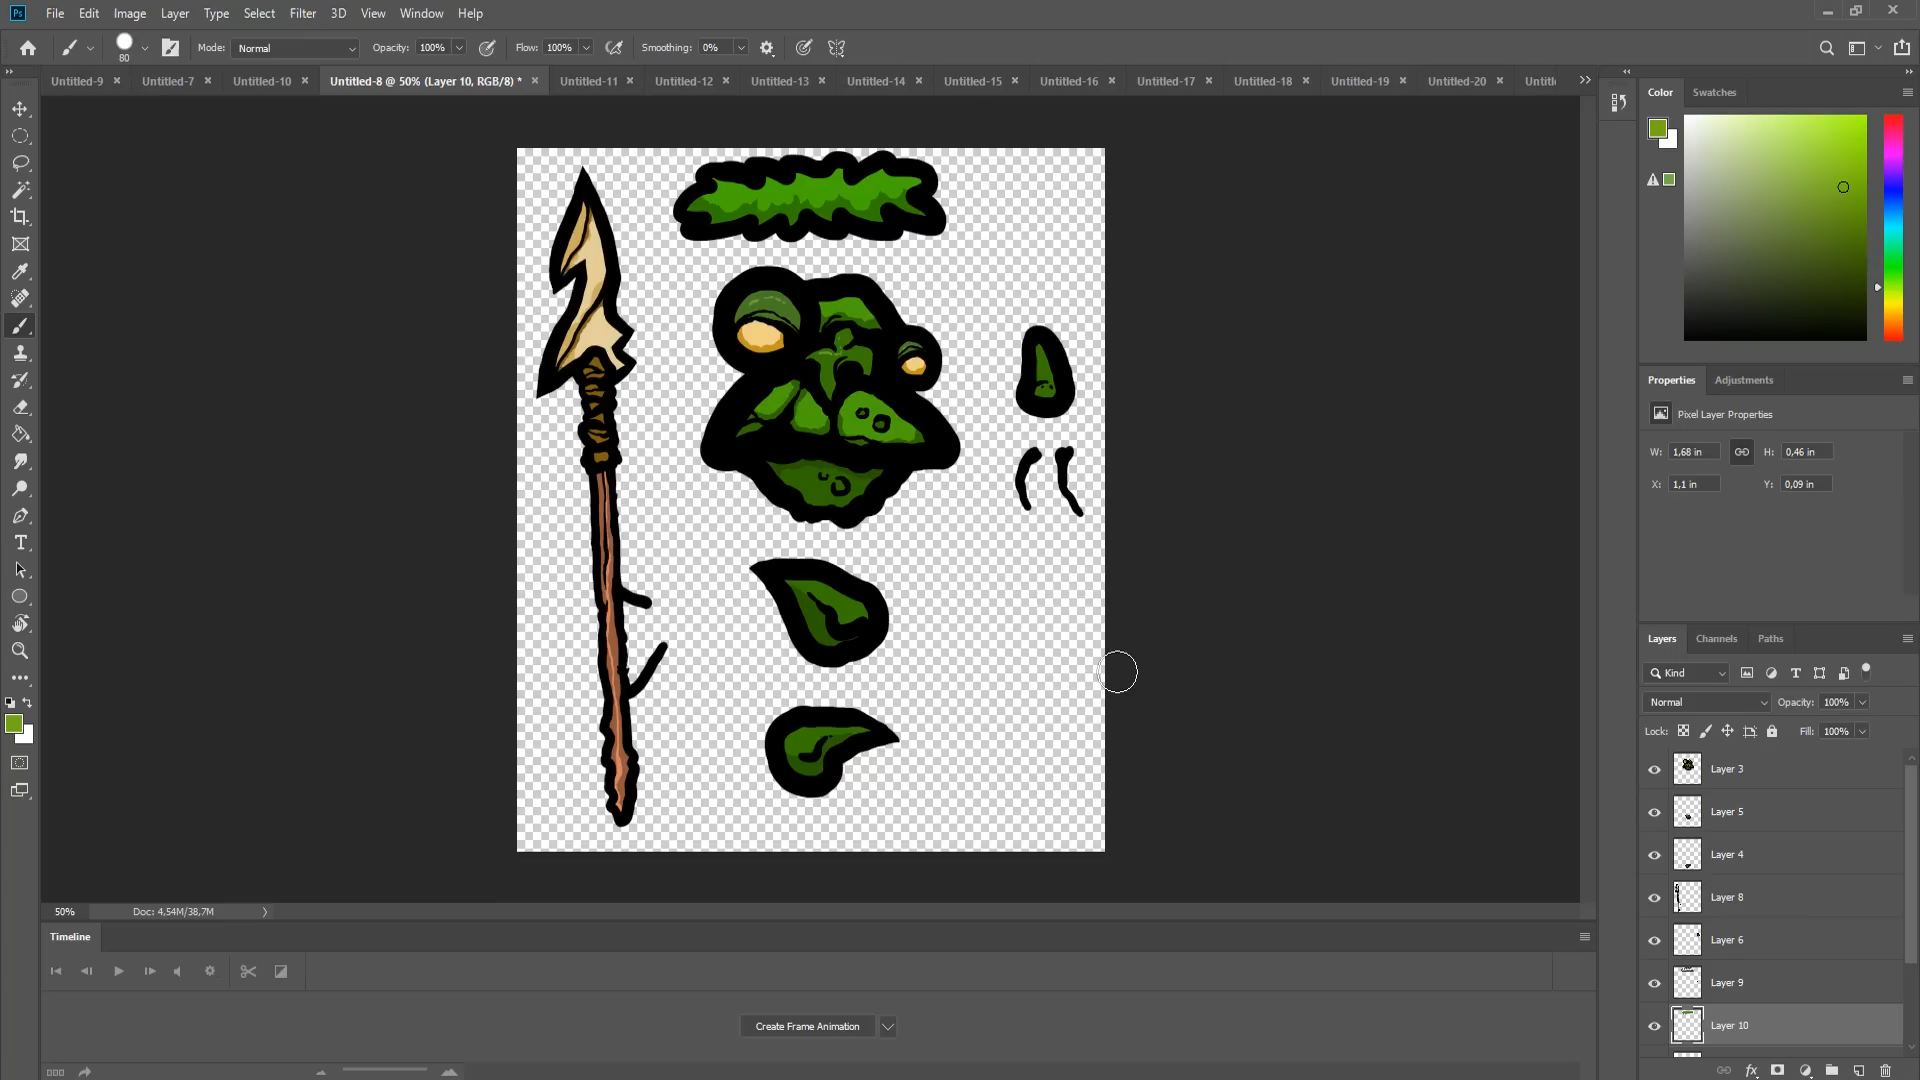 Ps File Edit Image Layer Type Select Filter 3D View Window Help
80 Mode: Normal Opacity: 100% Flow: 100% Smoothing: 0%
Untitled-9 × Untitled-7 × Untitled-10 × Untitled-8 @ 50% (Layer 10, RGB/8) * × Untitled-11 × Untitled-12 × Untitled-13 × Untitled-14 × Untitled-15 × Untitled-16 × Untitled-17 × Untitled-18 × Untitled-19 × Untitled-20 ×
Color Swatches
Properties Adjustments
Pixel Layer Properties
W: 1,68 in H: 0,46 in
X: 1,1 in Y: 0,09 in
Layers Channels Paths
Kind
Normal Opacity: 100%
Lock: Fill: 100%
Layer 3
Layer 5
Layer 4
Layer 8
Layer 6
Layer 9
Layer 10
50% Doc: 4,54M/38,7M
Timeline
Create Frame Animation